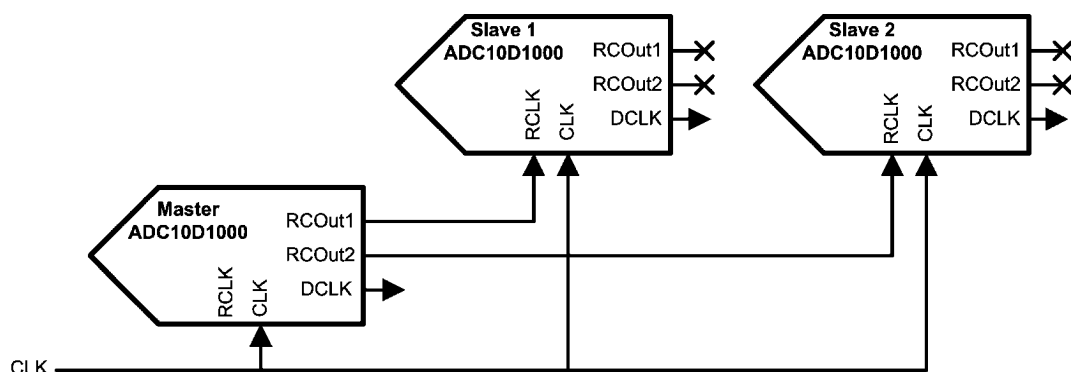 Slave 1
ADC10D1000
RCOut1
RCOut2
DCLK
RCLK
CLK
Slave 2
ADC10D1000
RCOut1
RCOut2
DCLK
RCLK
CLK
Master
ADC10D1000
RCOut1
RCOut2
DCLK
RCLK
CLK
CLK